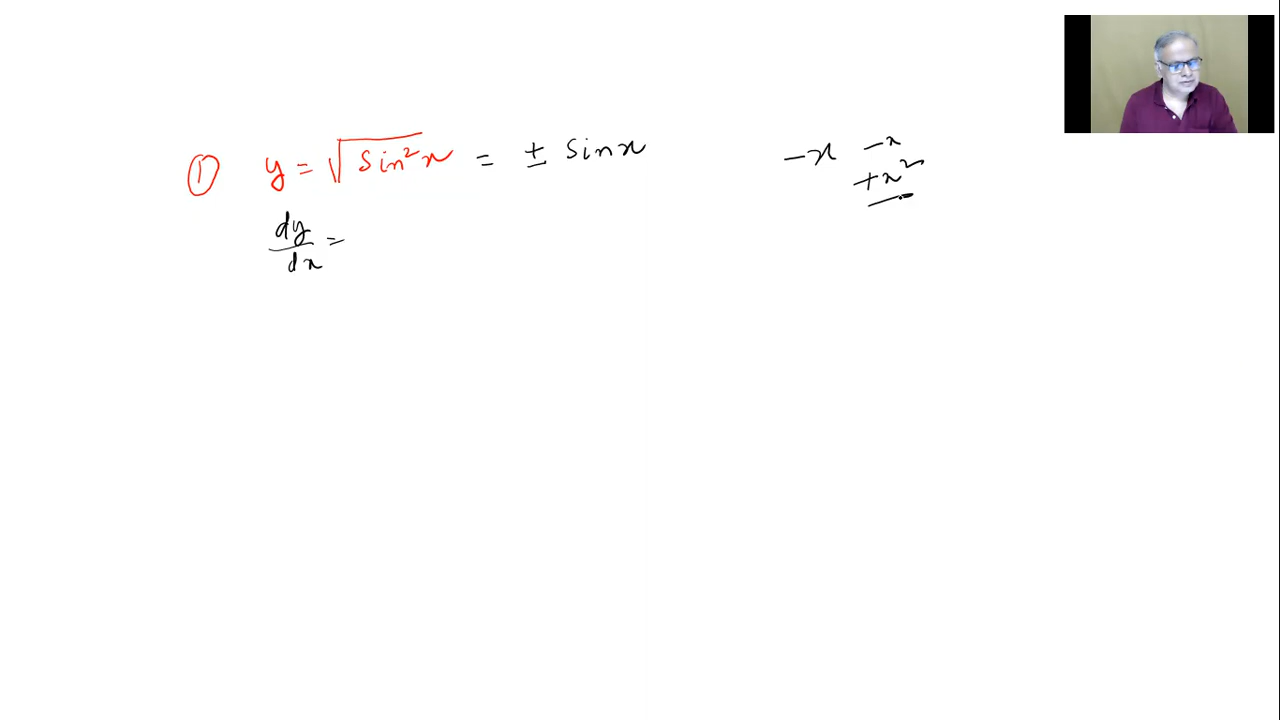 ① y = √sin²x = ± sinx
dy/dx =
-x -x
+x²